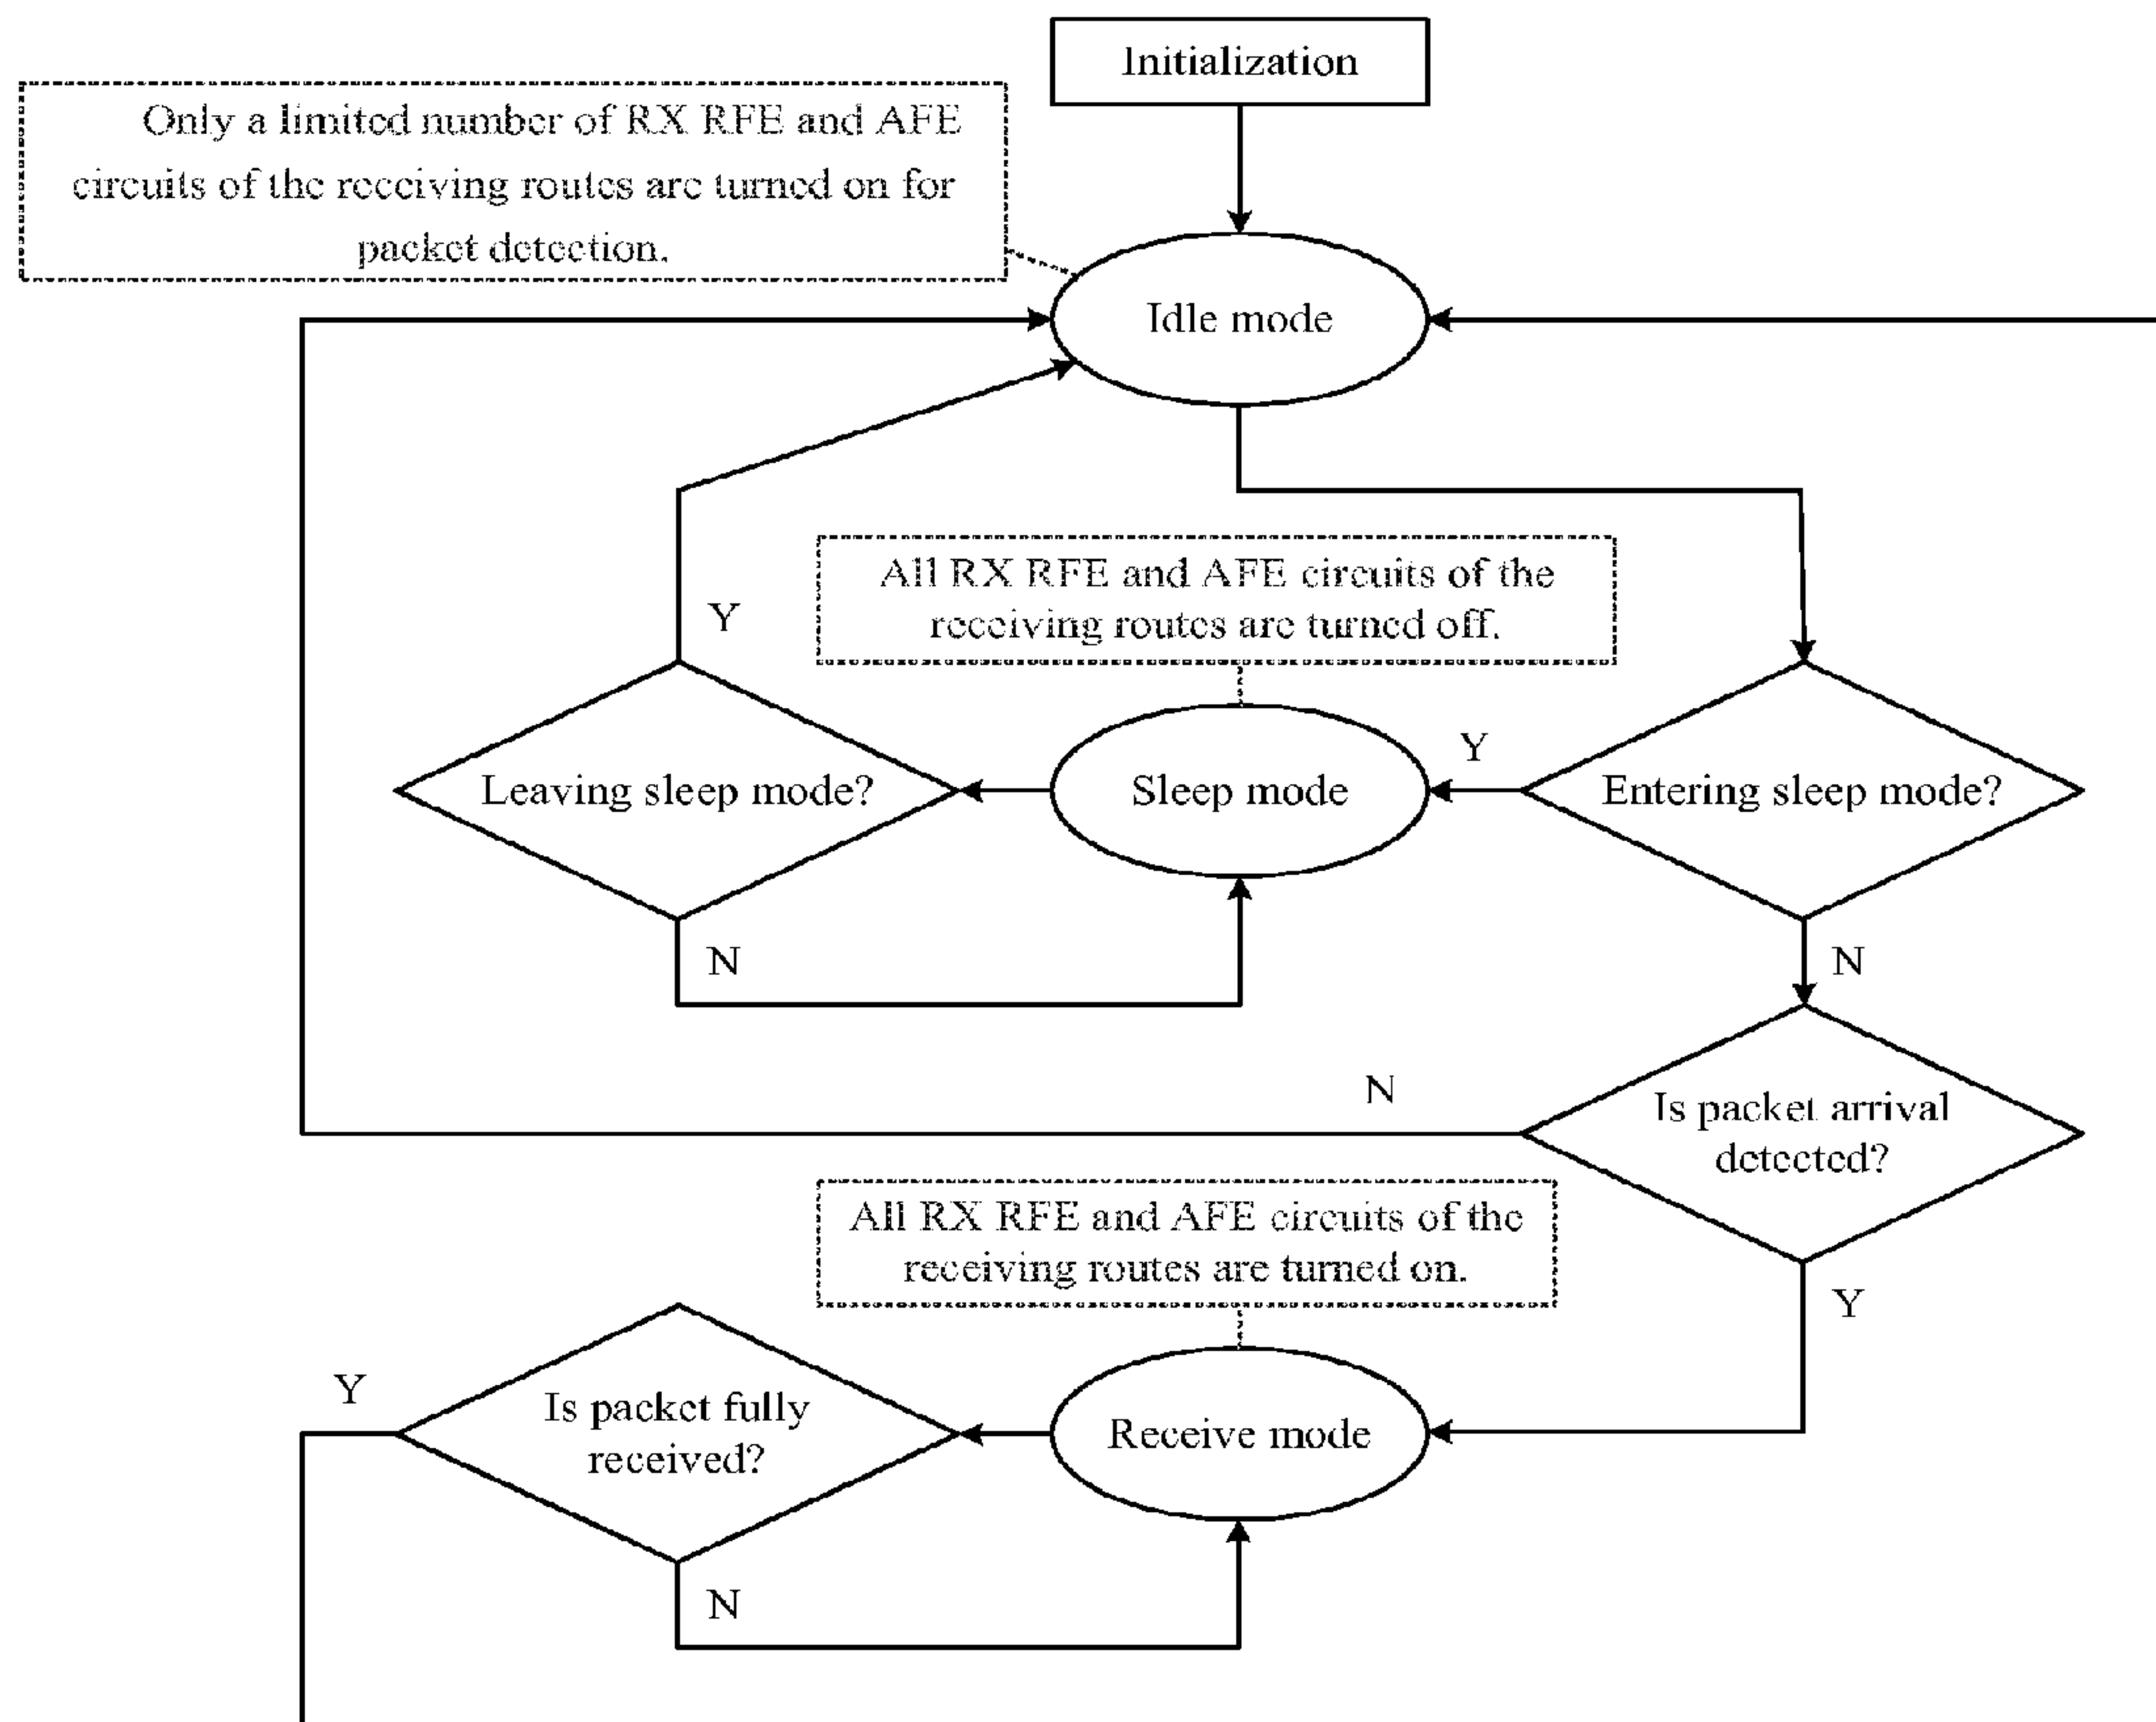 Initialization
Only a limited number of RX RFE and AFE
circuits of the receiving routes are turned on for
packet detection.
Idle mode
All RX RFE and AFE circuits of the
receiving routes are turned off.
Y
Y
Leaving sleep mode?
Sleep mode
Entering sleep mode?
N
N
N
Is packet arrival
detected?
All RX RFE and AFE circuits of the
receiving routes are turned on.
Y
Y
Is packet fully
received?
Receive mode
N